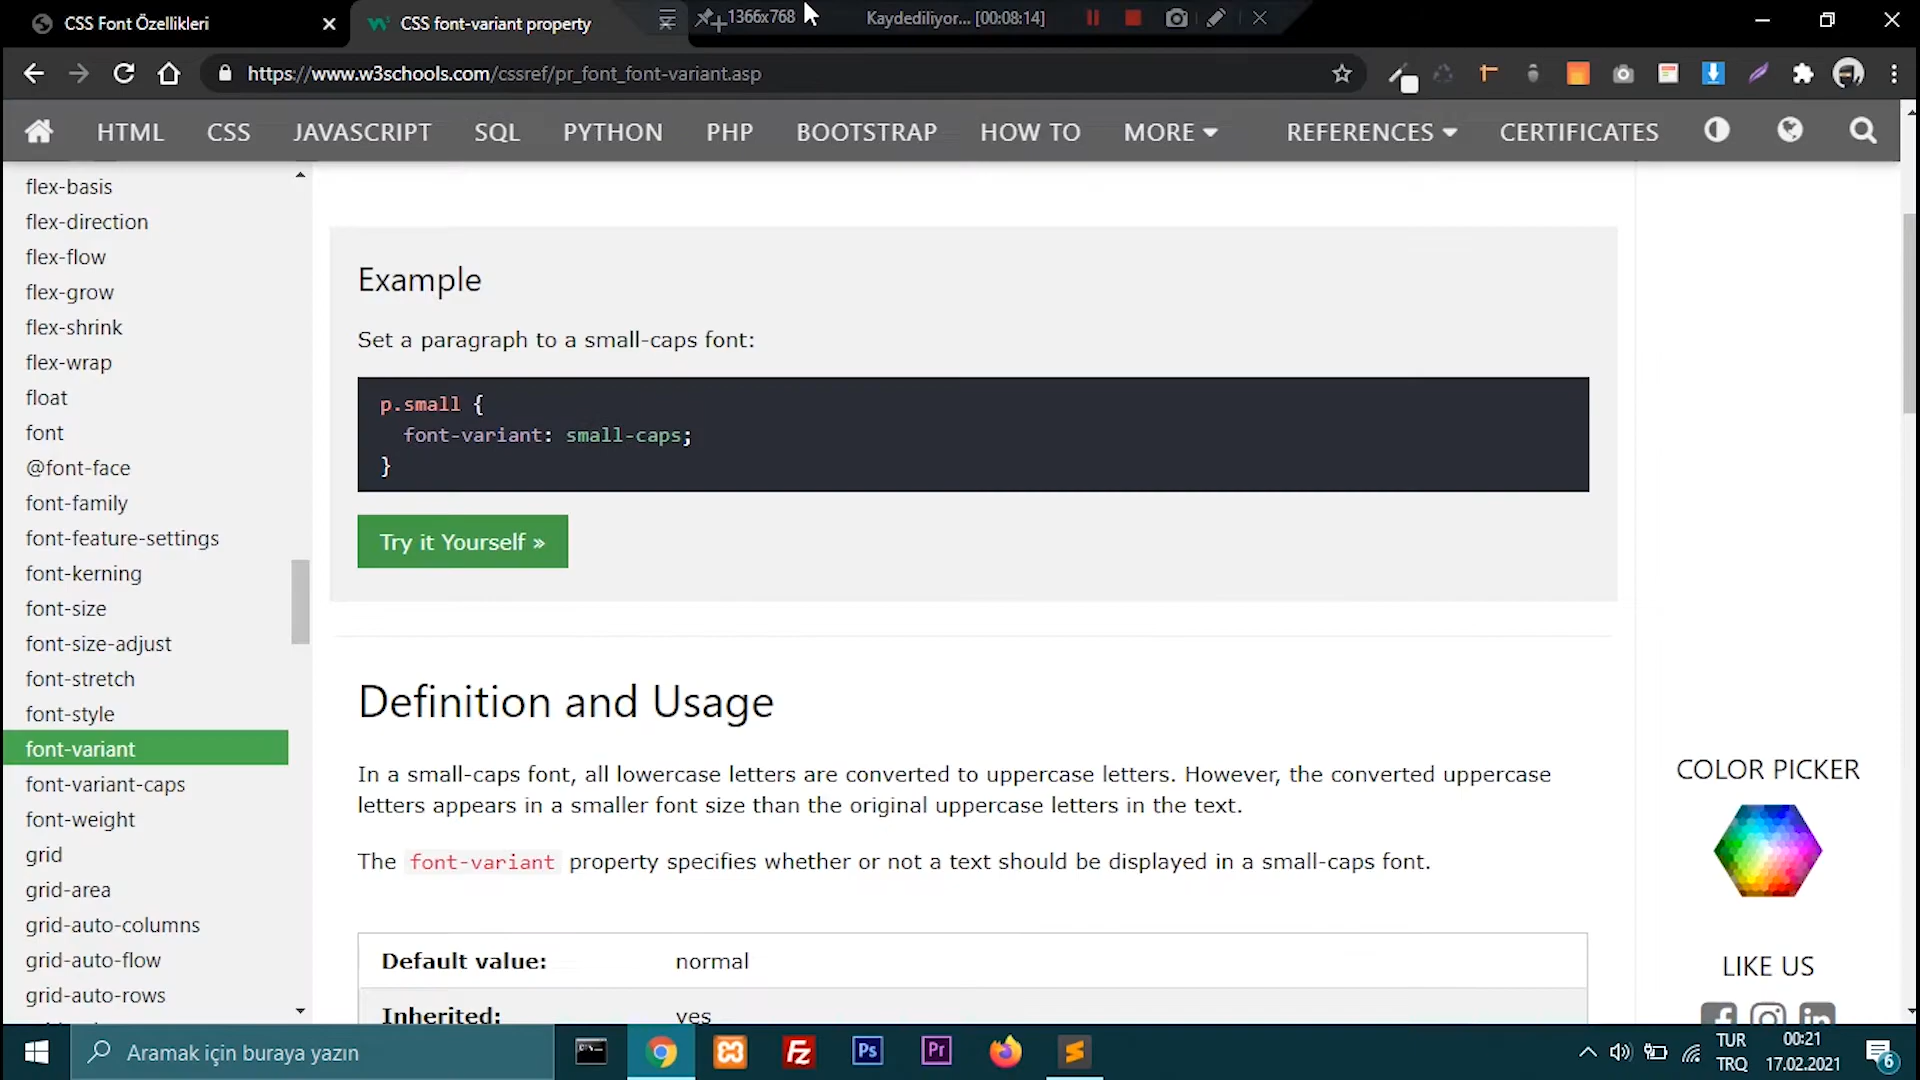 CSS Font Özellikleri
CSS font-variant property
1366x768
Kaydediliyor... [00:08:14]
https://www.w3schools.com/cssref/pr_font_font-variant.asp
HTML CSS JAVASCRIPT SQL PYTHON PHP BOOTSTRAP HOW TO MORE REFERENCES CERTIFICATES
flex-basis
flex-direction
flex-flow
flex-grow
flex-shrink
flex-wrap
float
font
@font-face
font-family
font-feature-settings
font-kerning
font-size
font-size-adjust
font-stretch
font-style
font-variant
font-variant-caps
font-weight
grid
grid-area
grid-auto-columns
grid-auto-flow
grid-auto-rows
Example
Set a paragraph to a small-caps font:
p.small {
font-variant: small-caps;
}
Try it Yourself »
Definition and Usage
In a small-caps font, all lowercase letters are converted to uppercase letters. However, the converted uppercase
letters appears in a smaller font size than the original uppercase letters in the text.
The font-variant property specifies whether or not a text should be displayed in a small-caps font.
Default value: normal
Inherited: yes
COLOR PICKER
LIKE US
Aramak için buraya yazın
Fz
Ps
Pr
TUR
TRQ
00:21
17.02.2021
6